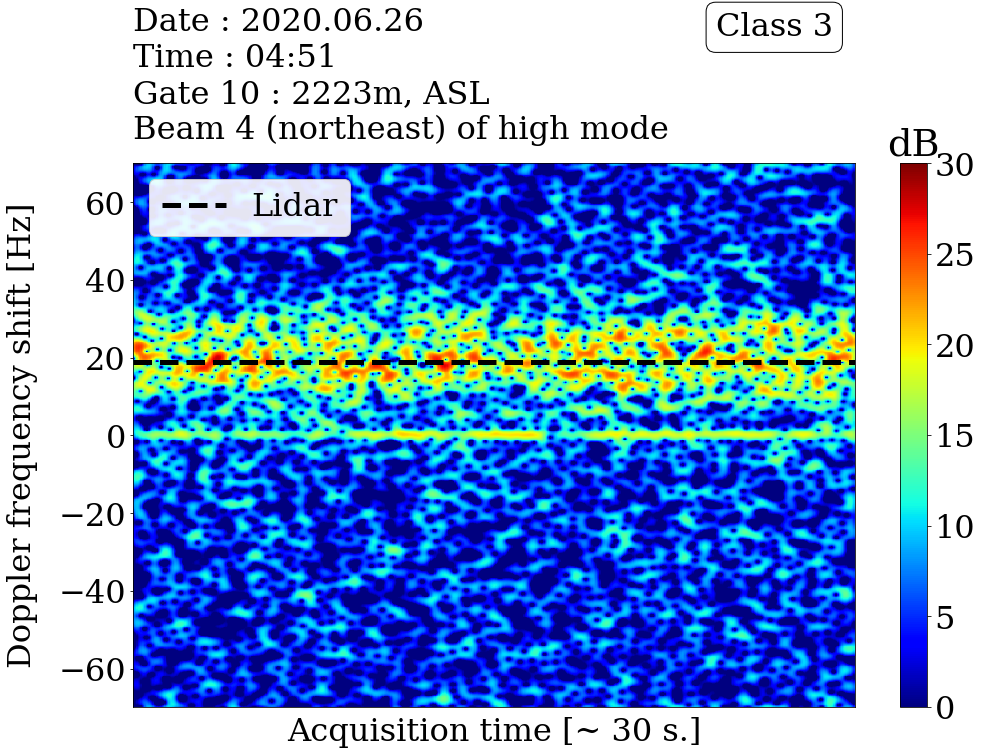 Date : 2020.06.26
Class 3
Time : 04:51
Gate 10 : 2223m, ASL
Beam 4 (northeast) of high mode
dB
Lidar
Doppler frequency shift [Hz]
60
40
20
0
−20
−40
−60
30
25
20
15
10
5
0
Acquisition time [~ 30 s.]